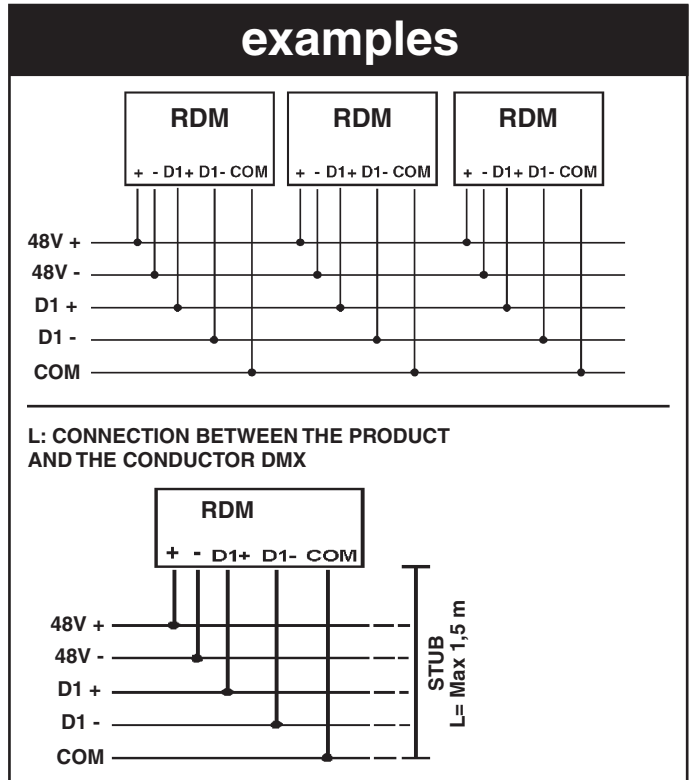 examples
RDM RDM RDM
+ - D1+ D1- COM + - D1+ D1- COM + - D1+ D1- COM
48V +
48V -
D1 +
D1 -
COM
L: CONNECTION BETWEEN THE PRODUCT
AND THE CONDUCTOR DMX
RDM
+ - D1+ D1- COM
48V +
48V -
D1 +
D1 -
COM
STUB
L= Max 1,5 m